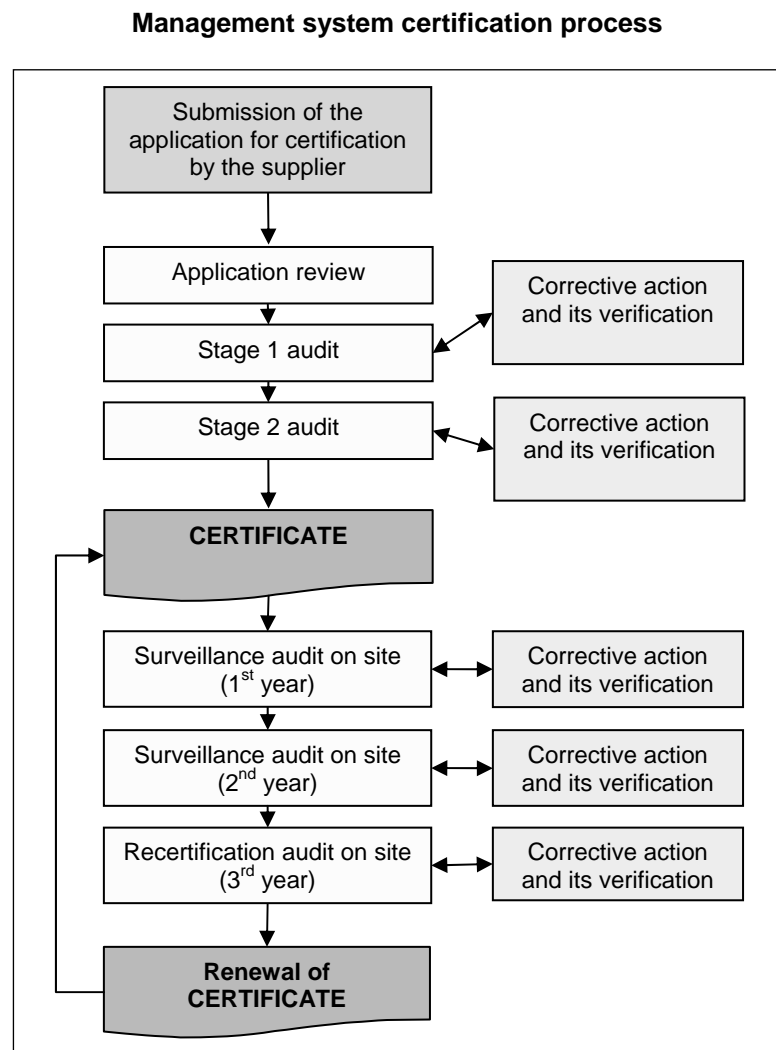 Management system certification process
Submission of the
application for certification
by the supplier
Application review
Corrective action
and its verification
Stage 1 audit
Stage 2 audit
Corrective action
and its verification
CERTIFICATE
Surveillance audit on site
(1st year)
Corrective action
and its verification
Surveillance audit on site
(2nd year)
Corrective action
and its verification
Recertification audit on site
(3rd year)
Corrective action
and its verification
Renewal of
CERTIFICATE